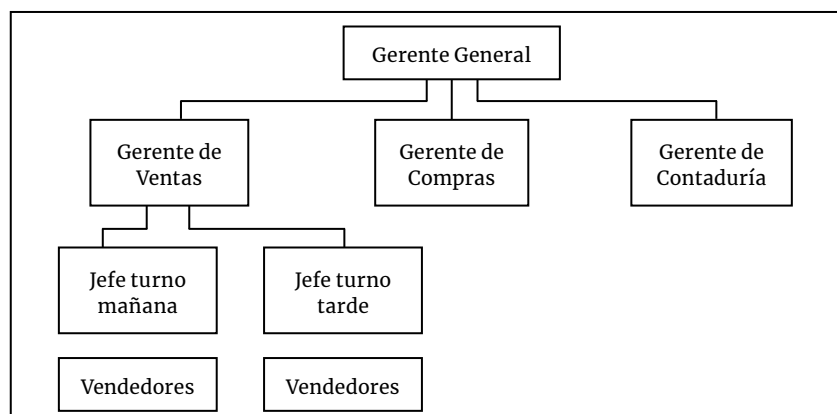 Gerente General
Gerente de
Ventas
Gerente de
Compras
Gerente de
Contaduría
Jefe turno
mañana
Jefe turno
tarde
Vendedores
Vendedores